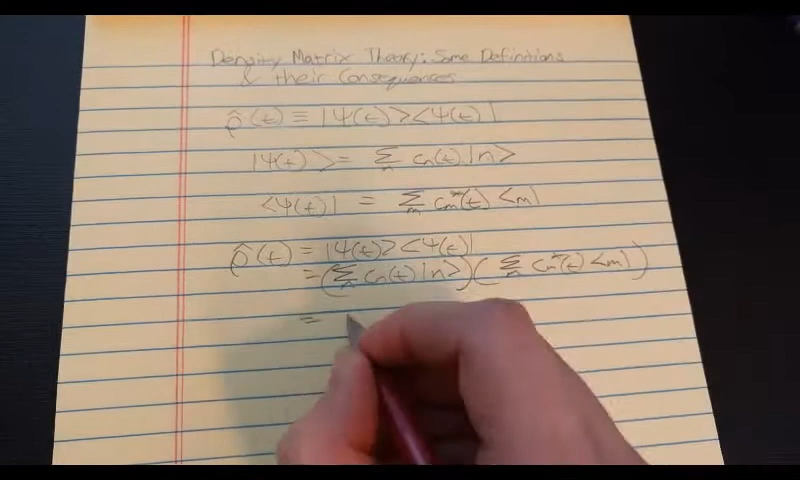 Density Matrix Theory: Some Definitions
& their Consequences
ρ̂(t) ≡ |Ψ(t)><Ψ(t)|
|Ψ(t)> = Σₙ cₙ(t) |n>
<Ψ(t)| = Σₘ cₘ*(t) <m|
ρ̂(t) = |Ψ(t)><Ψ(t)|
= (Σₙ cₙ(t) |n>)(Σₘ cₘ*(t) <m|)
=